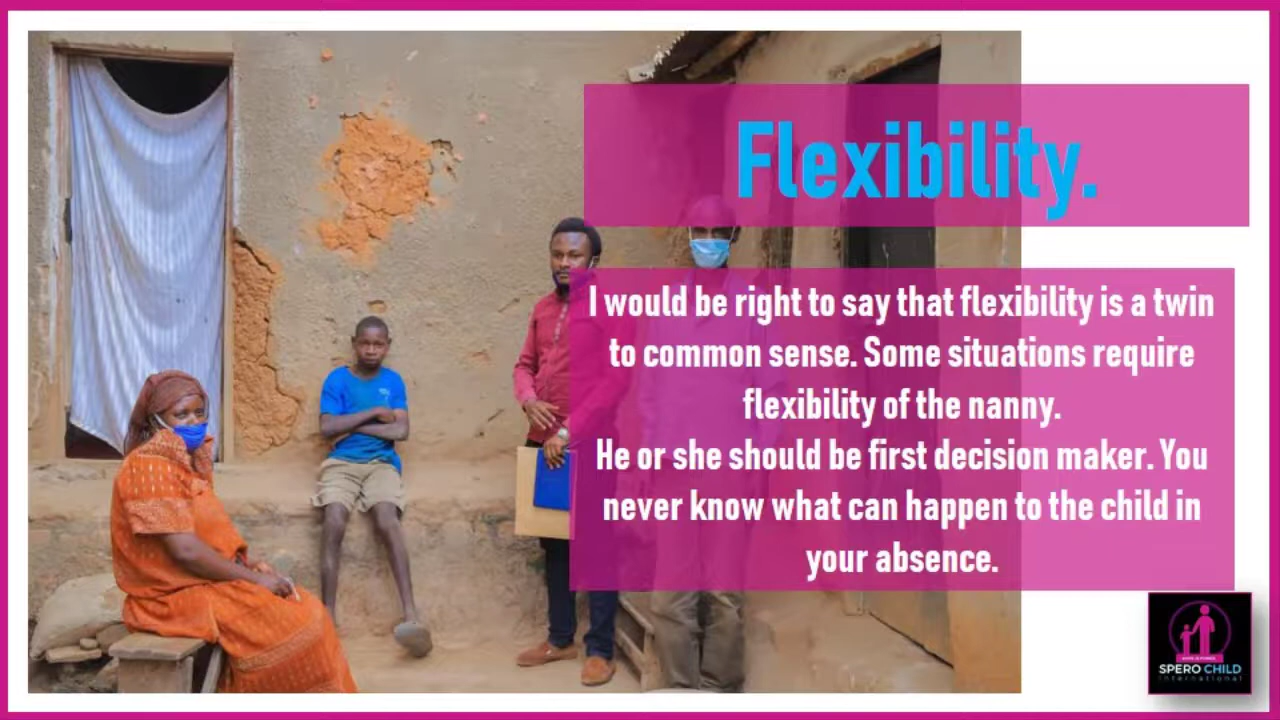 Flexibility.
I would be right to say that flexibility is a twin
to common sense. Some situations require
flexibility of the nanny.
He or she should be first decision maker. You
never know what can happen to the child in
your absence.
SPERO CHILD
International